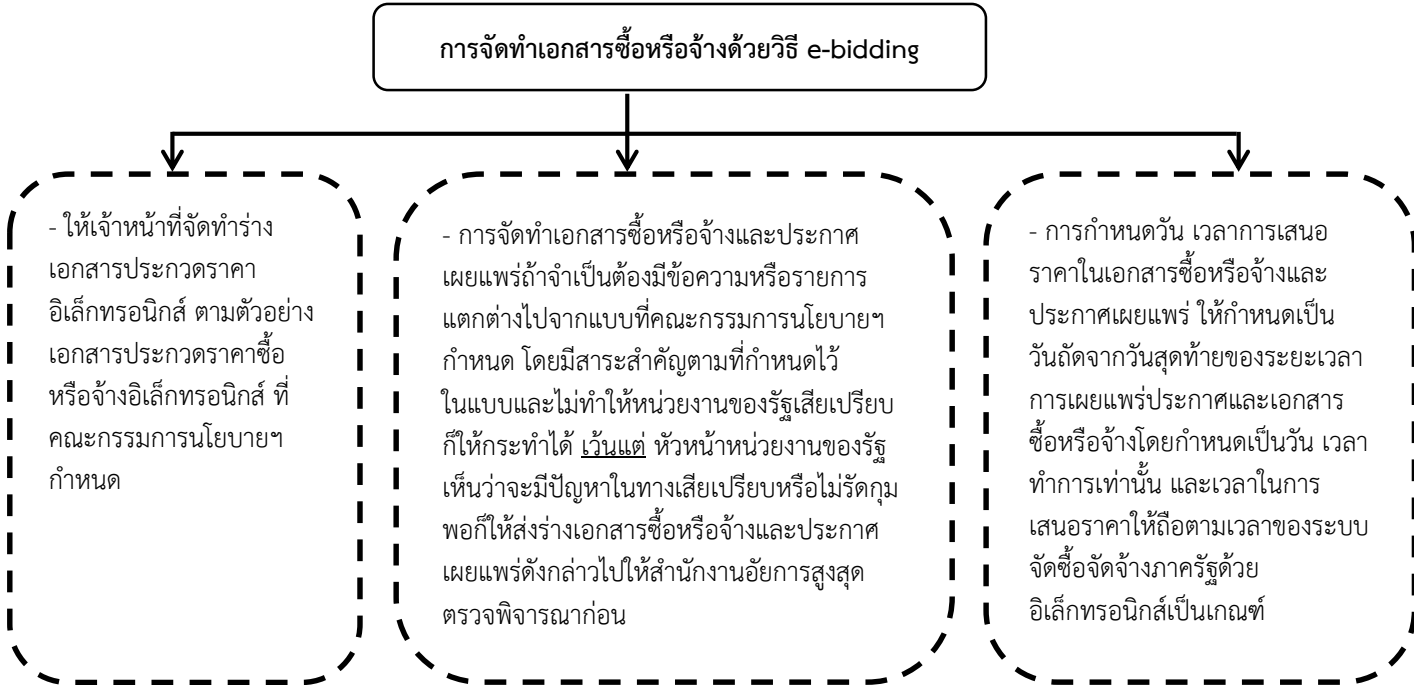 การจัดทำเอกสารซื้อหรือจ้างด้วยวิธี e-bidding
- ให้เจ้าหน้าที่จัดทำร่าง
เอกสารประกวดราคา
อิเล็กทรอนิกส์ ตามตัวอย่าง
เอกสารประกวดราคาซื้อ
หรือจ้างอิเล็กทรอนิกส์ ที่
คณะกรรมการนโยบายฯ
กำหนด
- การจัดทำเอกสารซื้อหรือจ้างและประกาศ
เผยแพร่ถ้าจำเป็นต้องมีข้อความหรือรายการ
แตกต่างไปจากแบบที่คณะกรรมการนโยบายฯ
กำหนด โดยมีสาระสำคัญตามที่กำหนดไว้
ในแบบและไม่ทำให้หน่วยงานของรัฐเสียเปรียบ
ก็ให้กระทำได้ เว้นแต่ หัวหน้าหน่วยงานของรัฐ
เห็นว่าจะมีปัญหาในทางเสียเปรียบหรือไม่รัดกุม
พอก็ให้ส่งร่างเอกสารซื้อหรือจ้างและประกาศ
เผยแพร่ดังกล่าวไปให้สำนักงานอัยการสูงสุด
ตรวจพิจารณาก่อน
- การกำหนดวัน เวลาการเสนอ
ราคาในเอกสารซื้อหรือจ้างและ
ประกาศเผยแพร่ ให้กำหนดเป็น
วันถัดจากวันสุดท้ายของระยะเวลา
การเผยแพร่ประกาศและเอกสาร
ซื้อหรือจ้างโดยกำหนดเป็นวัน เวลา
ทำการเท่านั้น และเวลาในการ
เสนอราคาให้ถือตามเวลาของระบบ
จัดซื้อจัดจ้างภาครัฐด้วย
อิเล็กทรอนิกส์เป็นเกณฑ์